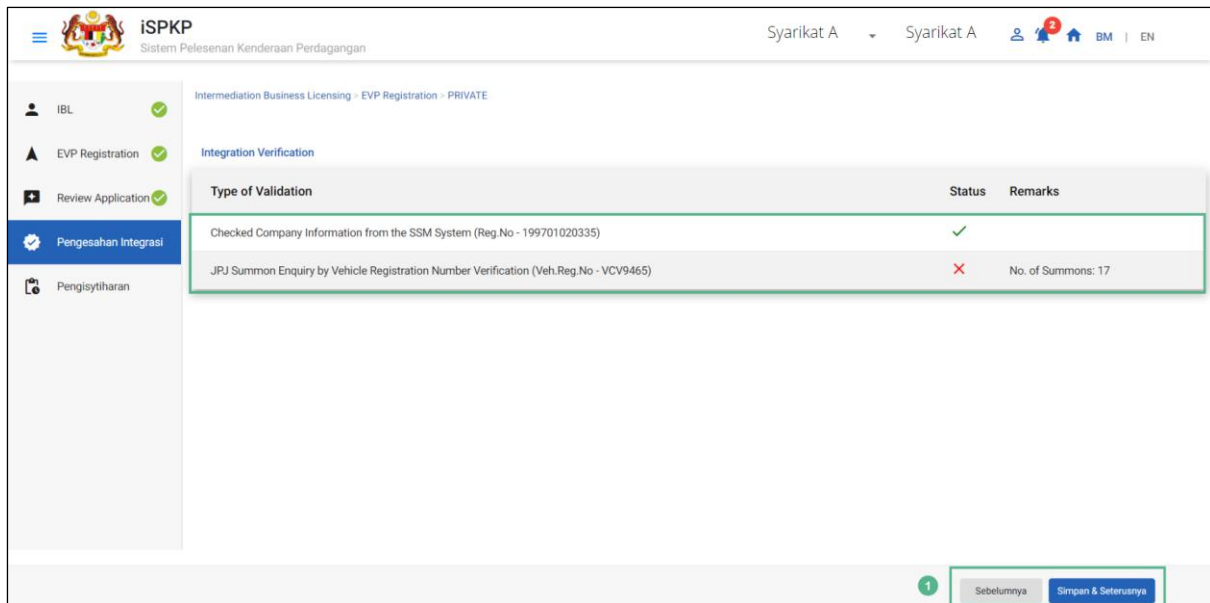 iSPKP
Sistem Pelesenan Kenderaan Perdagangan
Syarikat A Syarikat A 2 BM | EN
IBL
EVP Registration
Review Application
Pengesahan Integrasi
Pengisytiharan
Intermediation Business Licensing > EVP Registration > PRIVATE
Integration Verification
Type of Validation Status Remarks
Checked Company Information from the SSM System (Reg.No - 199701020335)
JPJ Summon Enquiry by Vehicle Registration Number Verification (Veh.Reg.No - VCV9465) No. of Summons: 17
1 Sebelumnya Simpan & Seterusnya